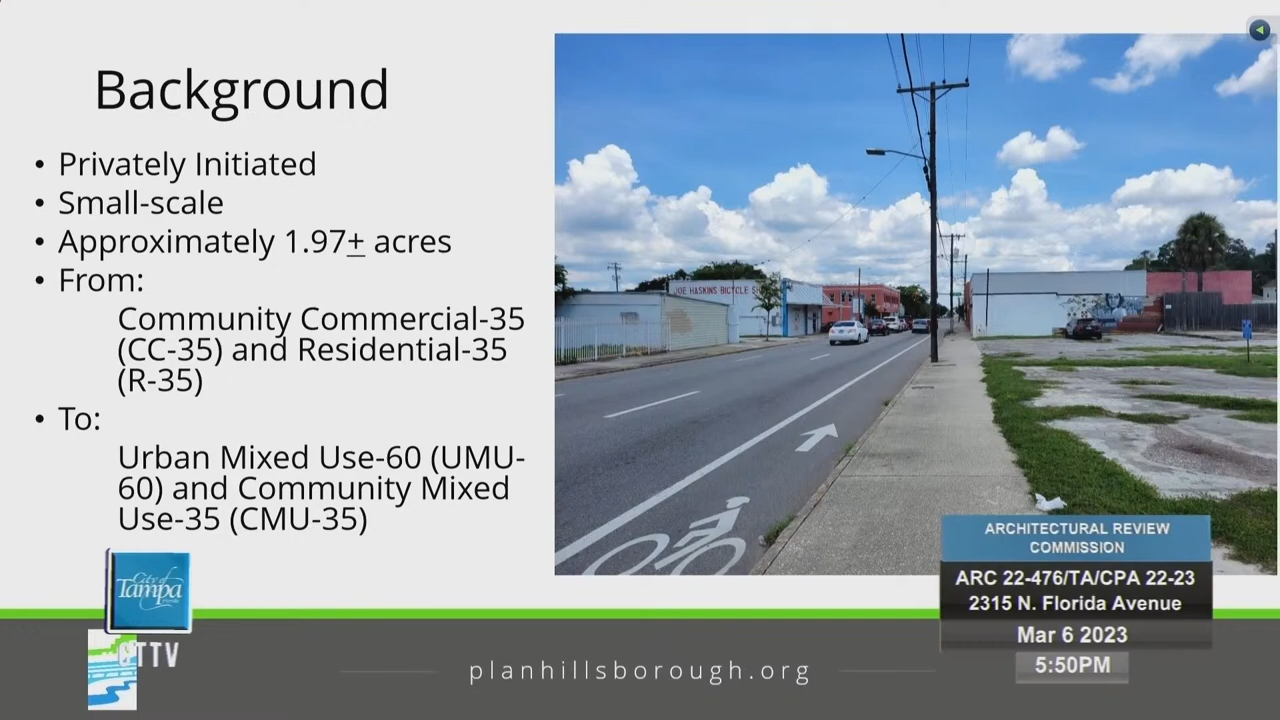 Background
• Privately Initiated
• Small-scale
• Approximately 1.97± acres
• From:
Community Commercial-35
(CC-35) and Residential-35
(R-35)
• To:
Urban Mixed Use-60 (UMU-
60) and Community Mixed
Use-35 (CMU-35)
JOE HASKINS BICYCLE SH
City of
Tampa
CTTV
planhillsborough.org
ARCHITECTURAL REVIEW
COMMISSION
ARC 22-476/TA/CPA 22-23
2315 N. Florida Avenue
Mar 6 2023
5:50PM